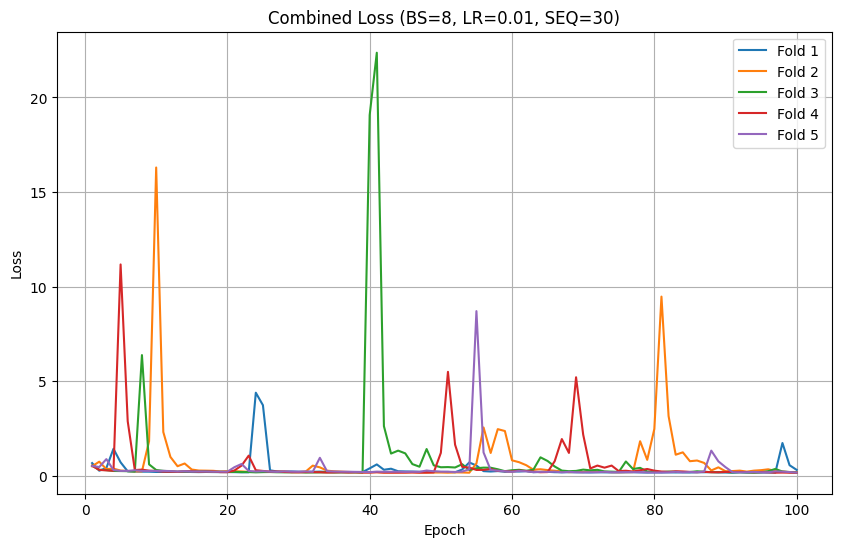 Combined Loss (BS=8, LR=0.01, SEQ=30)
Fold 1
Fold 2
Fold 3
Fold 4
Fold 5
Loss
20
15
10
5
0
0 20 40 60 80 100
Epoch